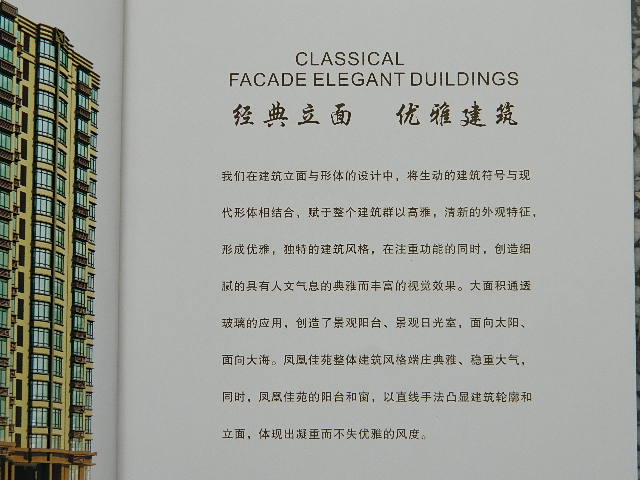 CLASSICAL
FACADE ELEGANT DUILDINGS
经典立面 优雅建筑
我们在建筑立面与形体的设计中，将生动的建筑符号与现
代形体相结合，赋于整个建筑群以高雅，清新的外观特征，
形成优雅，独特的建筑风格，在注重功能的同时，创造细
腻的具有人文气息的典雅而丰富的视觉效果。大面积通透
玻璃的应用，创造了景观阳台、景观日光室，面向太阳、
面向大海。凤凰佳苑整体建筑风格端庄典雅、稳重大气，
同时，凤凰佳苑的阳台和窗，以直线手法凸显建筑轮廓和
立面，体现出凝重而不失优雅的风度。